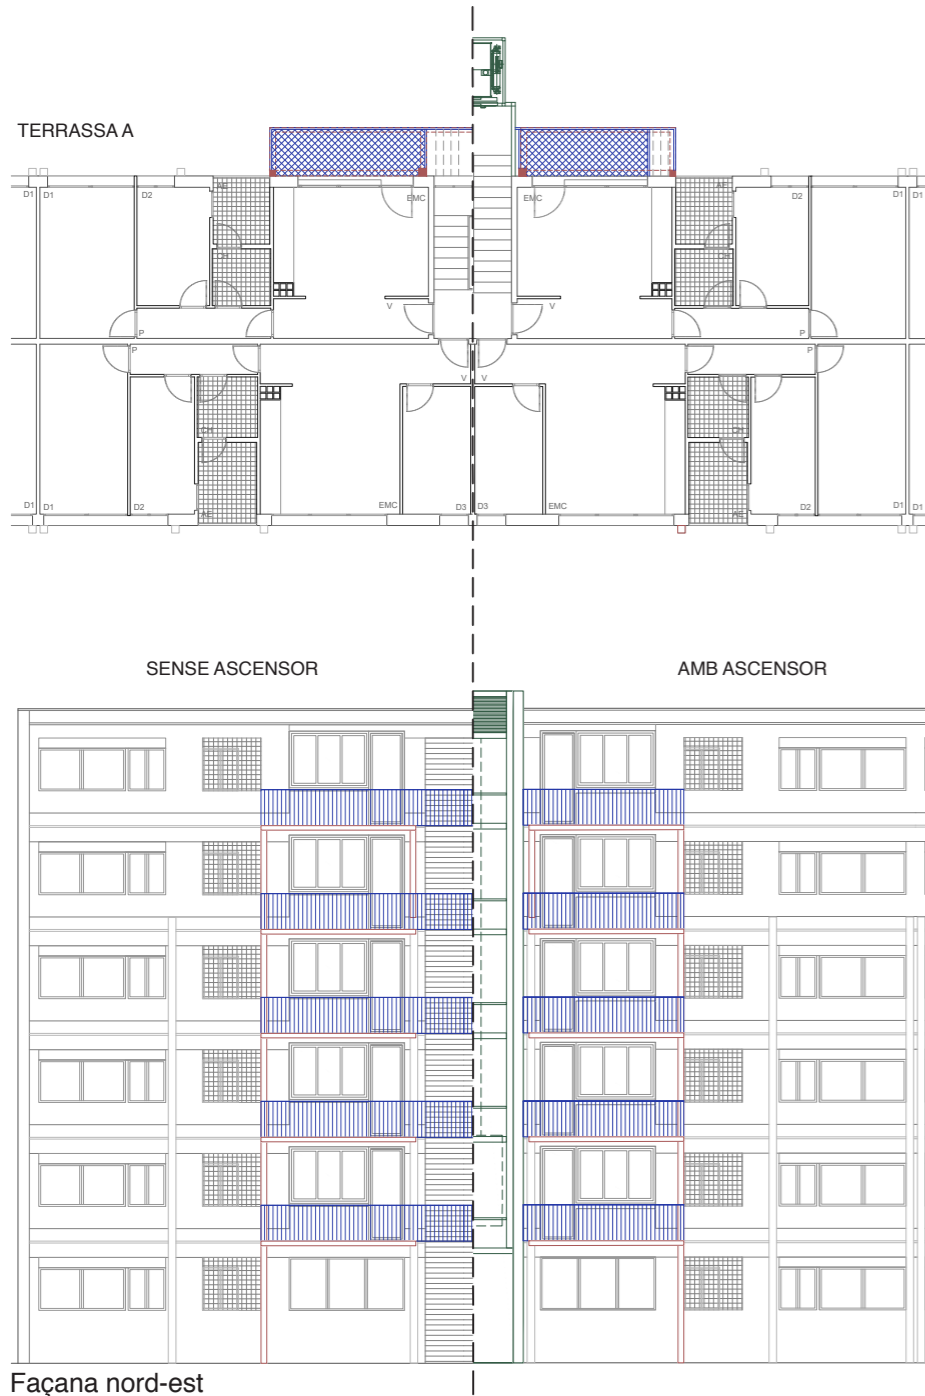 TERRASSA A
D1 D1 D2 AE EMC EMC AE D2 D1 D1
CH CH
V V
P P
P P
V V
CH CH
D1 D1 D2 AE EMC D3 D3 EMC AE D2 D1 D1
SENSE ASCENSOR AMB ASCENSOR
Façana nord-est